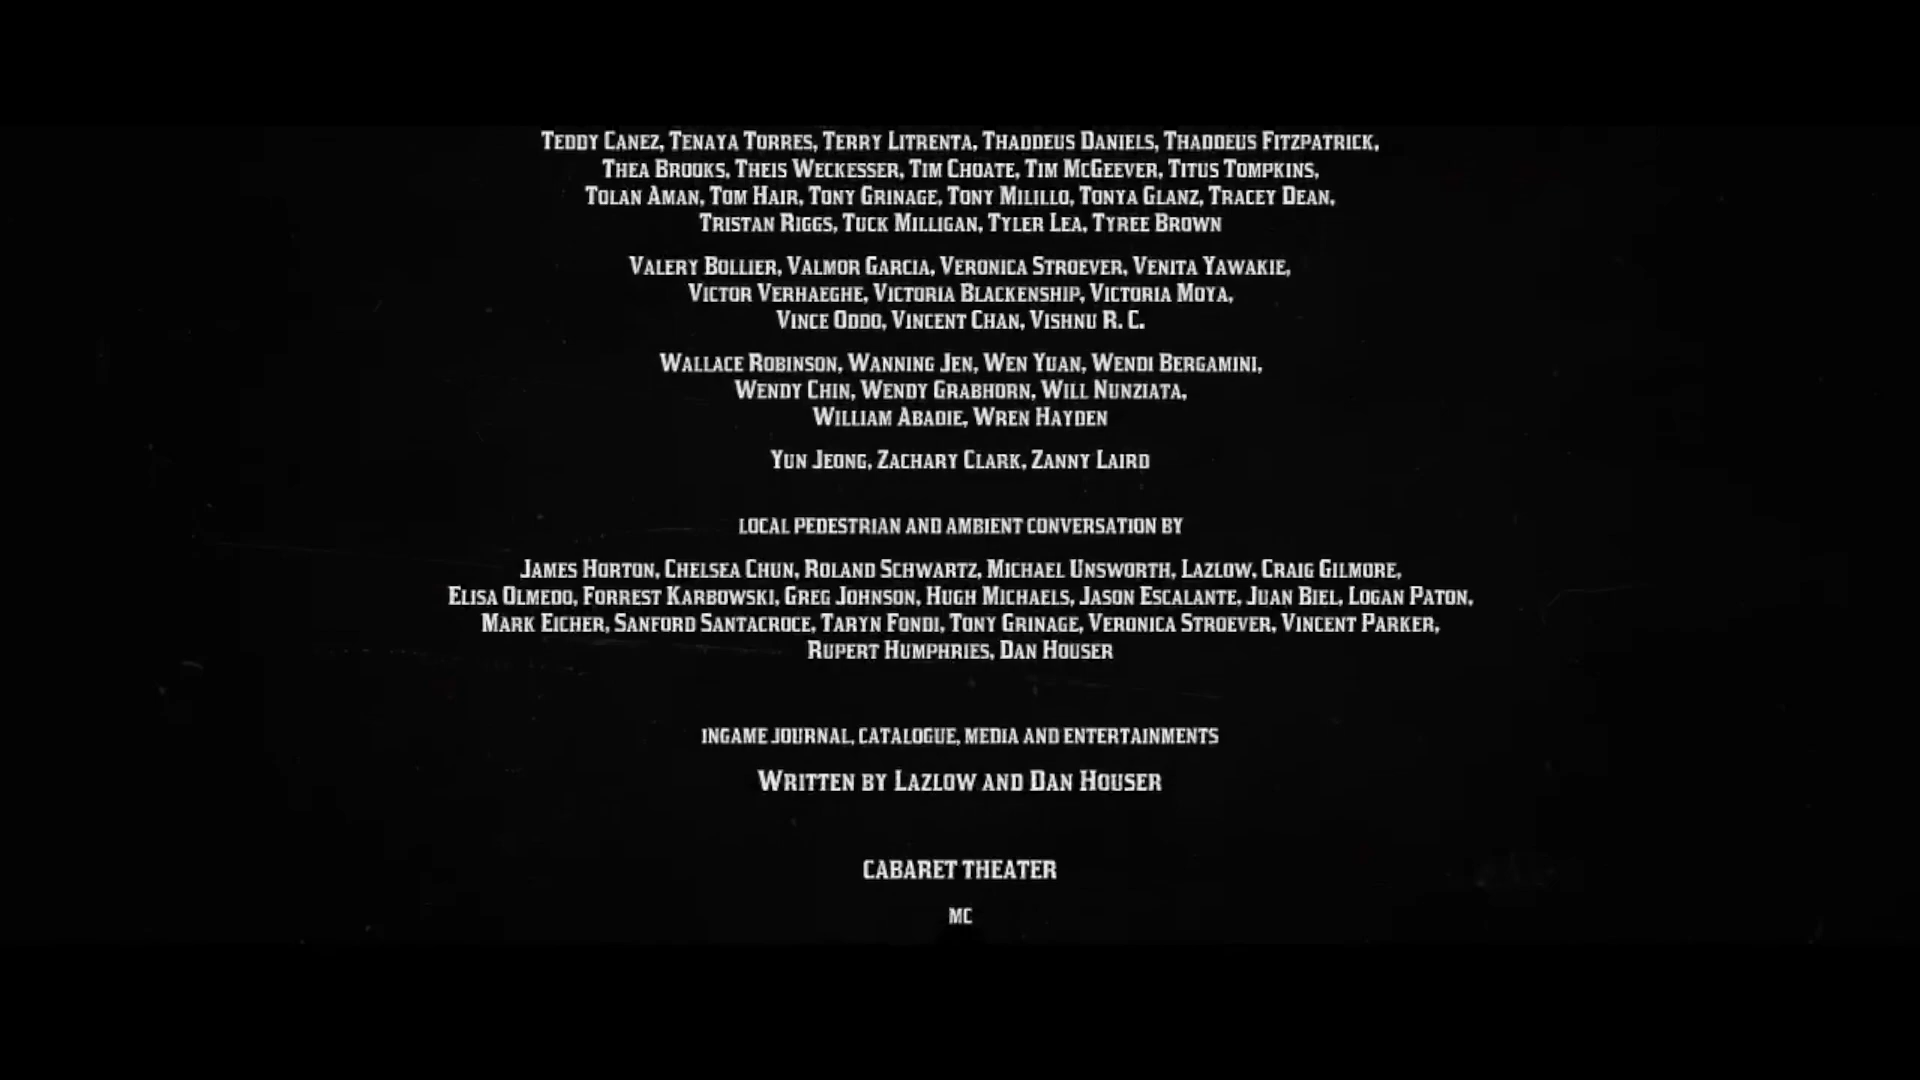 Teddy Canez, Tenaya Torres, Terry Litrenta, Thaddeus Daniels, Thaddeus Fitzpatrick,
Thea Brooks, Theis Weckesser, Tim Choate, Tim McGeever, Titus Tompkins,
Tolan Aman, Tom Hair, Tony Grinage, Tony Milillo, Tonya Glanz, Tracey Dean,
Tristan Riggs, Tuck Milligan, Tyler Lea, Tyree Brown
Valery Bollier, Valmor Garcia, Veronica Stroever, Venita Yawakie,
Victor Verhaeghe, Victoria Blackenship, Victoria Moya,
Vince Oddo, Vincent Chan, Vishnu R. C.
Wallace Robinson, Wanning Jen, Wen Yuan, Wendi Bergamini,
Wendy Chin, Wendy Grabhorn, Will Nunziata,
William Abadie, Wren Hayden
Yun Jeong, Zachary Clark, Zanny Laird
LOCAL PEDESTRIAN AND AMBIENT CONVERSATION BY
James Horton, Chelsea Chun, Roland Schwartz, Michael Unsworth, Lazlow, Craig Gilmore,
Elisa Olmedo, Forrest Karbowski, Greg Johnson, Hugh Michaels, Jason Escalante, Juan Biel, Logan Paton,
Mark Eicher, Sanford Santacroce, Taryn Fondi, Tony Grinage, Veronica Stroever, Vincent Parker,
Rupert Humphries, Dan Houser
INGAME JOURNAL, CATALOGUE, MEDIA AND ENTERTAINMENTS
Written by Lazlow and Dan Houser
CABARET THEATER
MC